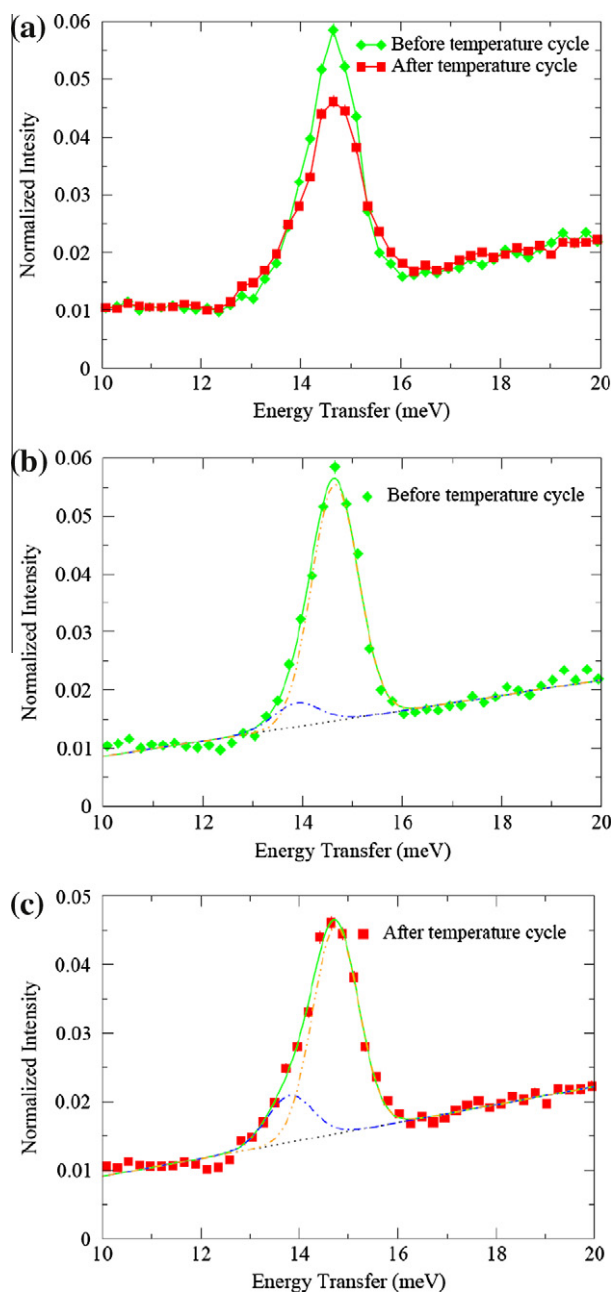 (a)
0.06
0.05
0.04
0.03
0.02
0.01
0
Normalized Intesity
Before temperature cycle
After temperature cycle
10 12 14 16 18 20
Energy Transfer (meV)
(b)
0.06
0.05
0.04
0.03
0.02
0.01
0
Normalized Intensity
Before temperature cycle
10 12 14 16 18 20
Energy Transfer (meV)
(c)
0.05
0.04
0.03
0.02
0.01
0
Normalized Intensity
After temperature cycle
10 12 14 16 18 20
Energy Transfer (meV)